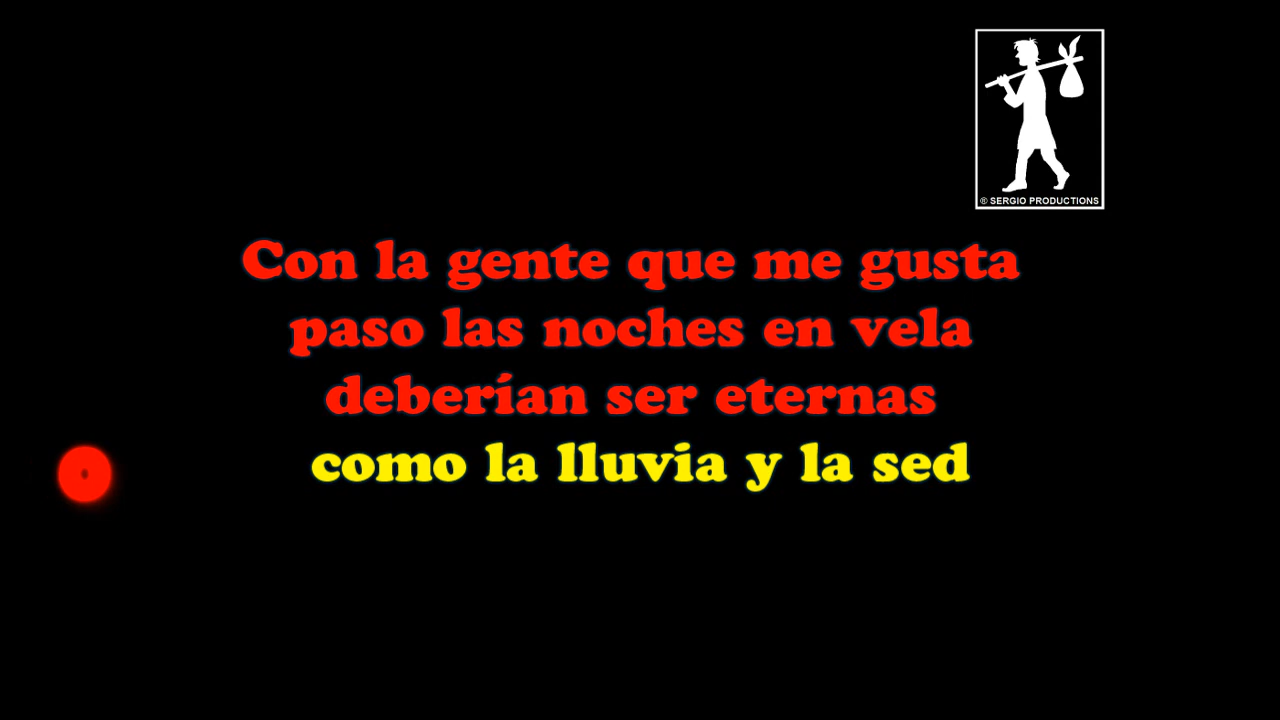 ® SERGIO PRODUCTIONS
Con la gente que me gusta
paso las noches en vela
deberían ser eternas
como la lluvia y la sed